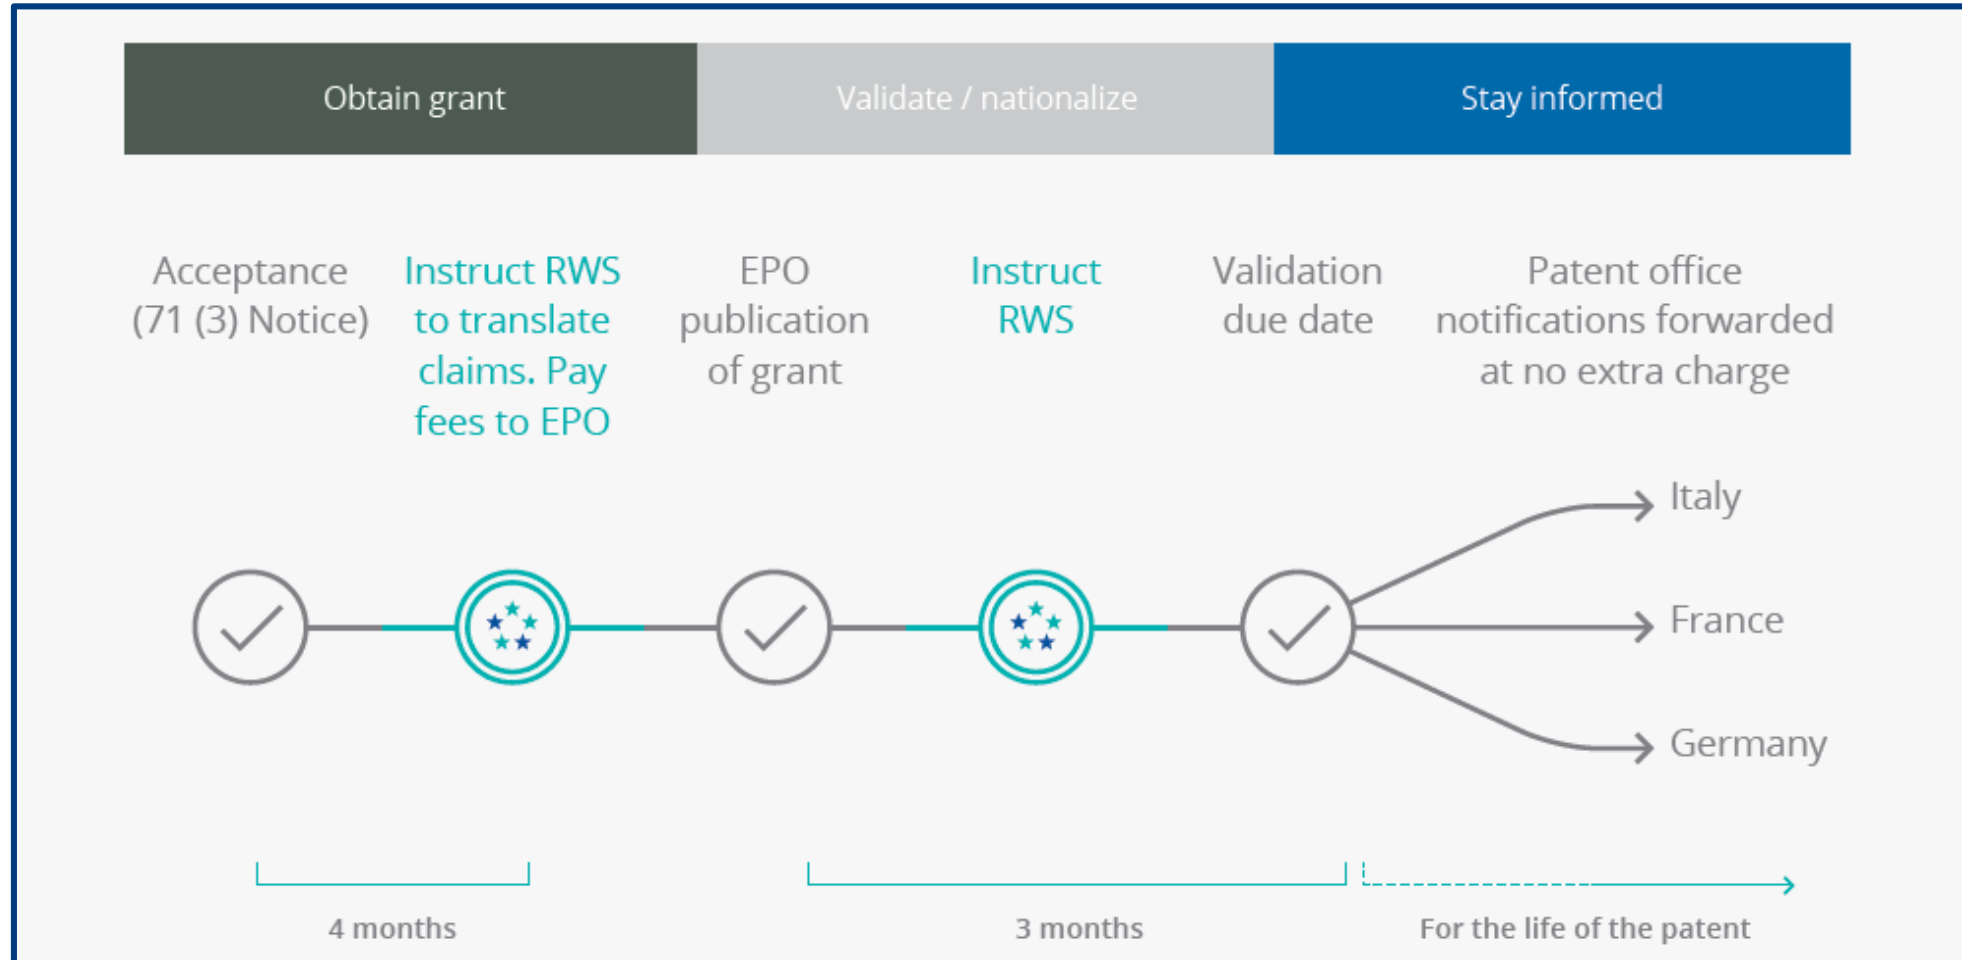 Obtain grant
Validate / nationalize
Stay informed
Acceptance
(71 (3) Notice)
Instruct RWS
to translate
claims. Pay
fees to EPO
EPO
publication
of grant
Instruct
RWS
Validation
due date
Patent office
notifications forwarded
at no extra charge
Italy
France
Germany
4 months
3 months
For the life of the patent